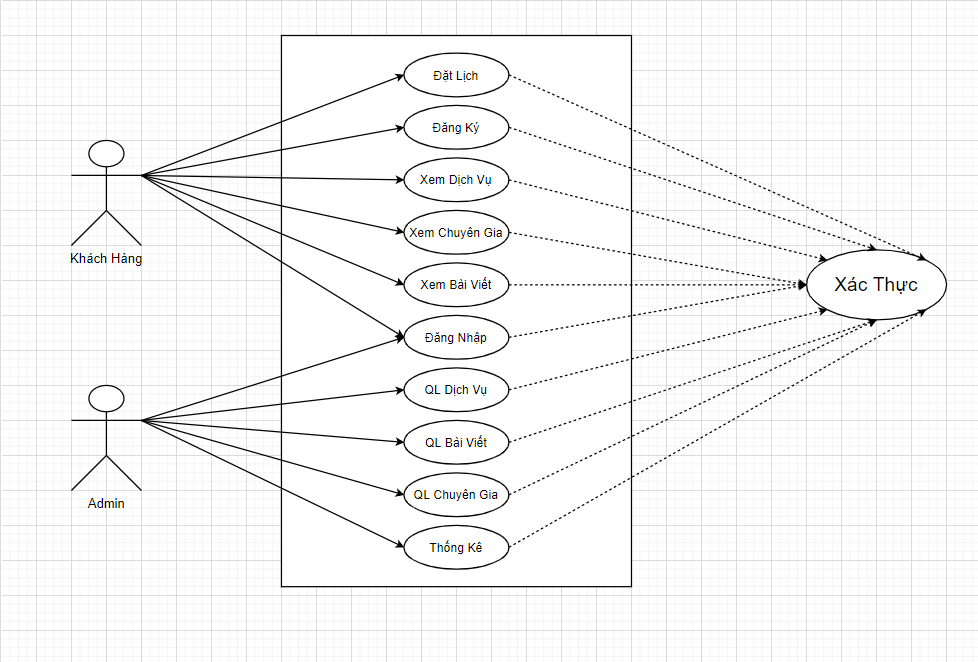 Đặt Lịch
Đăng Ký
Xem Dịch Vụ
Xem Chuyên Gia
Khách Hàng
Xem Bài Viết
Xác Thực
Đăng Nhập
QL Dịch Vụ
QL Bài Viết
QL Chuyên Gia
Admin
Thống Kê